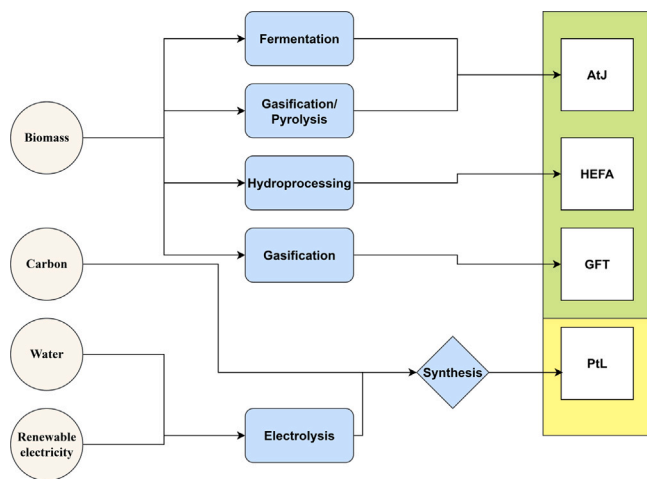 Fermentation
AtJ
Gasification/
Pyrolysis
Biomass
Hydroprocessing
HEFA
Carbon
Gasification
GFT
Water
Synthesis
PtL
Renewable
electricity
Electrolysis